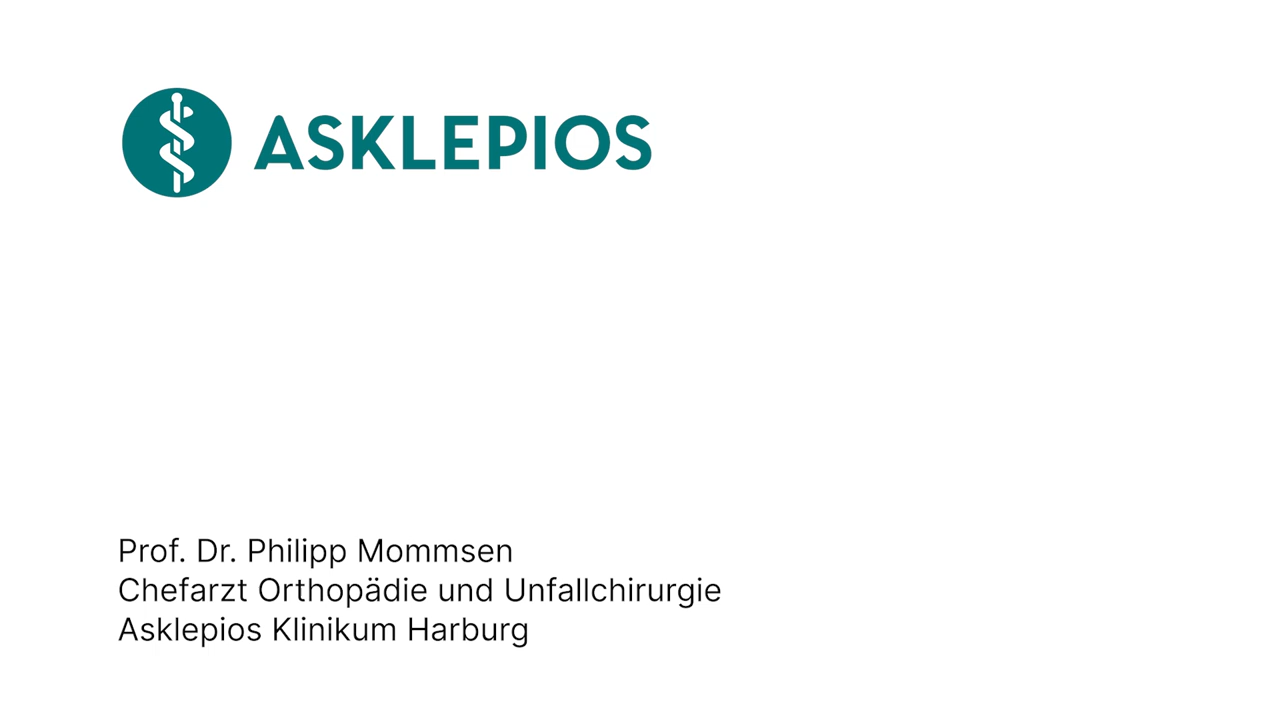 ASKLEPIOS
Prof. Dr. Philipp Mommsen
Chefarzt Orthopädie und Unfallchirurgie
Asklepios Klinikum Harburg